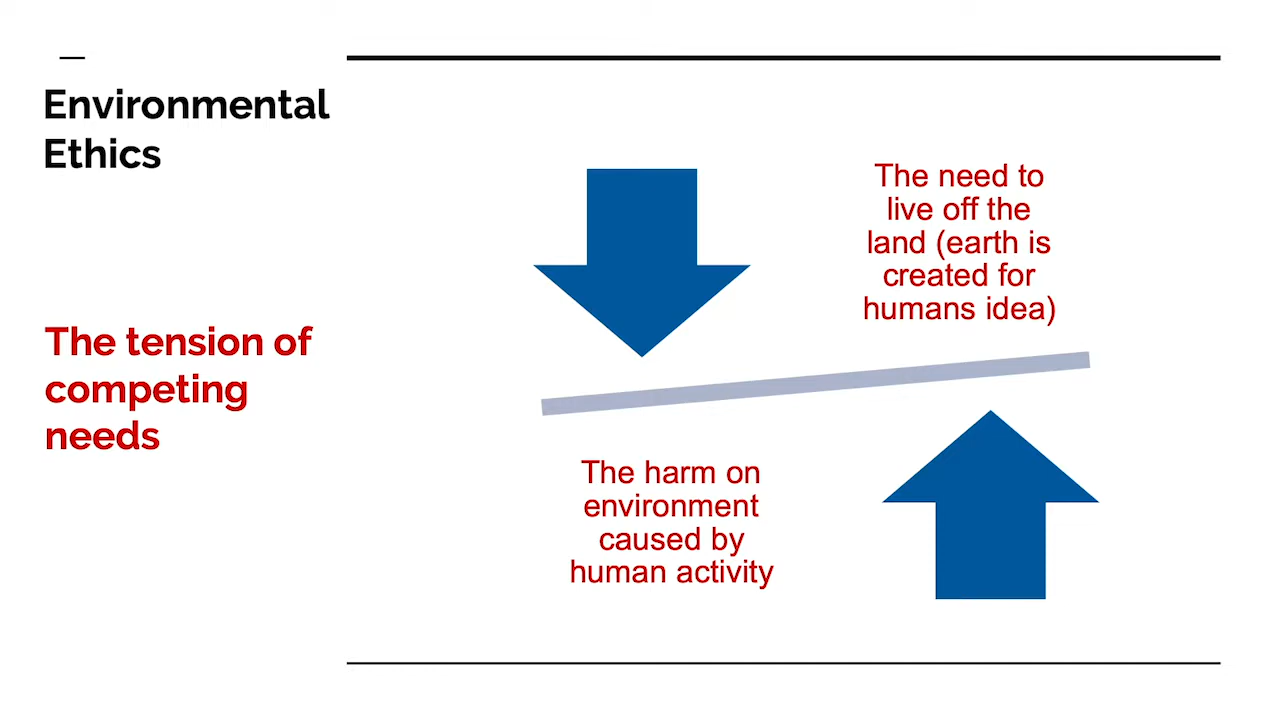 Environmental
Ethics
The tension of
competing
needs
The need to
live off the
land (earth is
created for
humans idea)
The harm on
environment
caused by
human activity